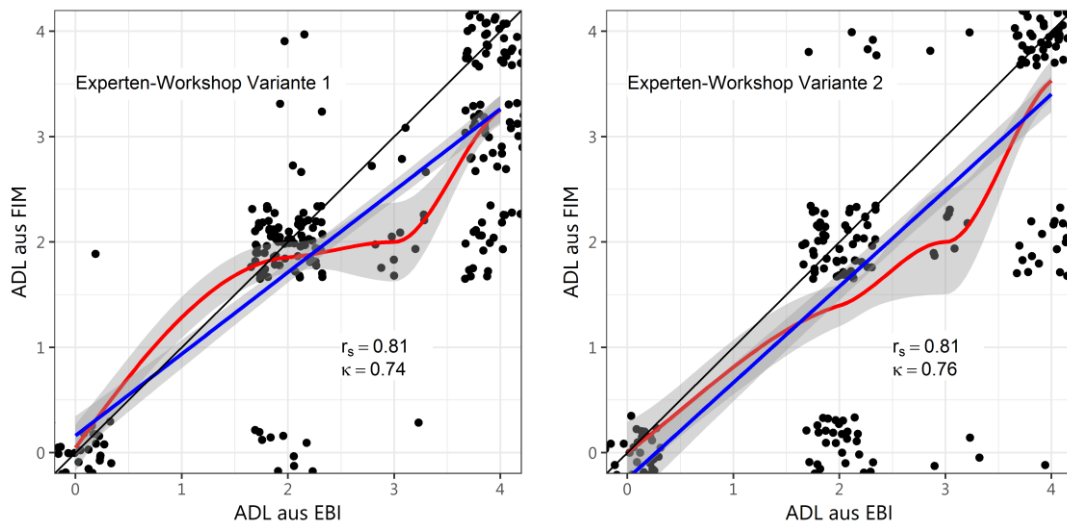 Experten-Workshop Variante 1
ADL aus FIM
4
3
2
1
0
rs = 0.81
κ = 0.74
0 1 2 3 4
ADL aus EBI
Experten-Workshop Variante 2
ADL aus FIM
4
3
2
1
0
rs = 0.81
κ = 0.76
0 1 2 3 4
ADL aus EBI